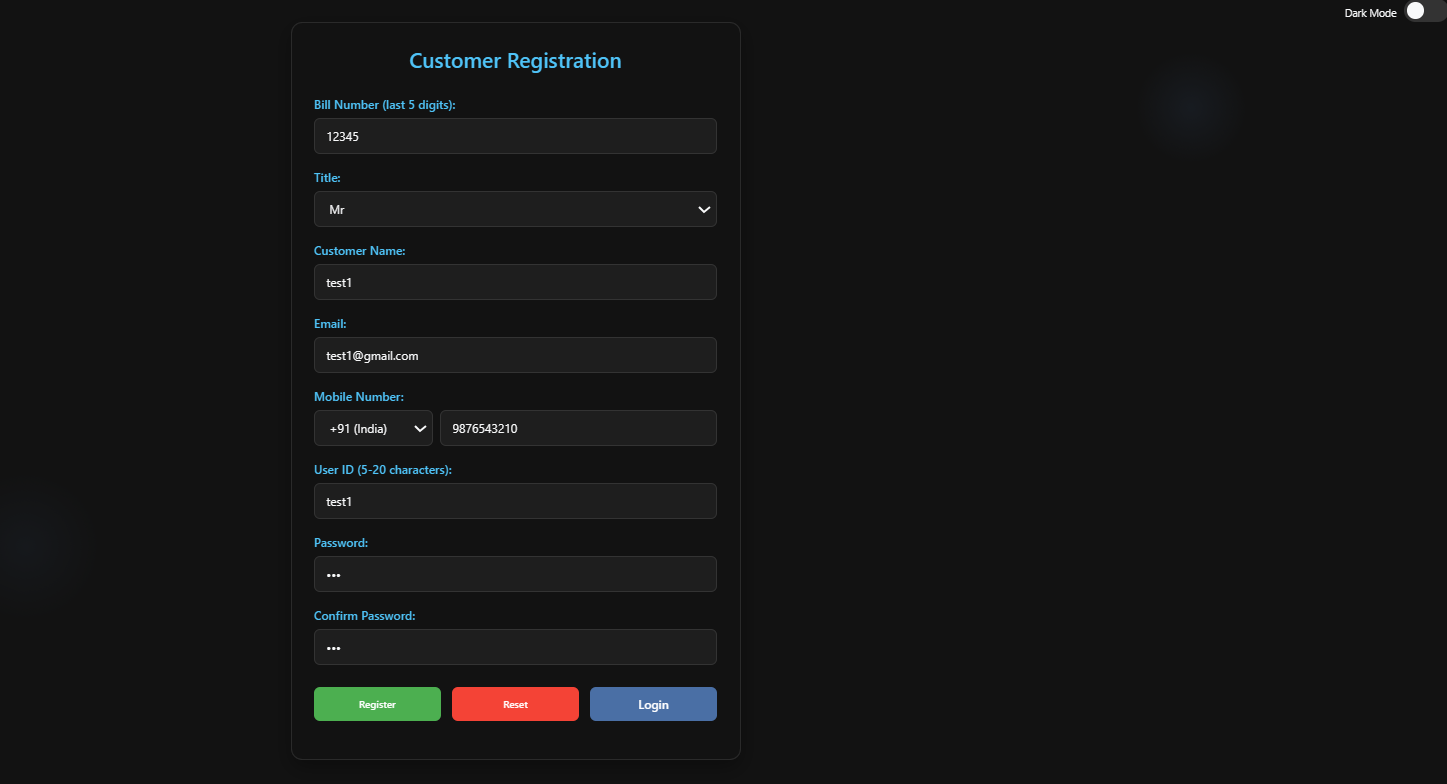 Dark Mode
Customer Registration
Bill Number (last 5 digits):
12345
Title:
Mr
Customer Name:
test1
Email:
test1@gmail.com
Mobile Number:
+91 (India) 9876543210
User ID (5-20 characters):
test1
Password:
•••
Confirm Password:
•••
Register Reset Login